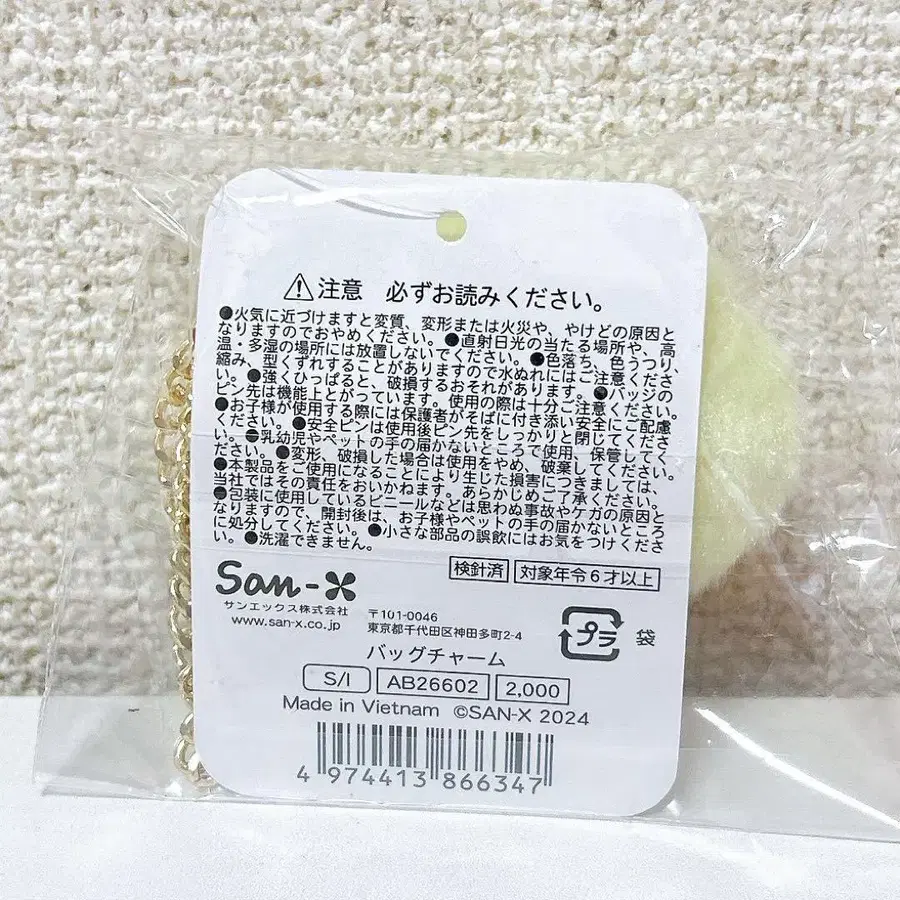 ⚠注意 必ずお読みください。
●火気に近づけますと変質、変形または火災や、やけどの原因と
なりますのでおやめください。●直射日光の当たる場所や、高
温・多湿の場所には放置しないでください。●色落ち、色うつり、
縮み、型くずれすることがありますので水ぬれにはご注意くださ
い。●強くひっぱると、破損するおそれがあります。●バッジの
ピン先は機能上とがっています。使用の際は十分ご注意ください。
●お子様が使用する際には保護者がそばに付き添い安全にご配慮
ください。●安全ピンは使用後ピン先をしっかりと閉じて保管してく
ださい。●乳幼児やペットの手の届かないところで使用、保管してく
ださい。●変形、破損した場合は使用をやめ、破棄してください。
●本製品をご使用になることにより生じた損害につきましては、
当社ではその責任をおいかねます。あらかじめご了承ください。
●包装に使用しているビニールなどは思わぬ事故やケガの原因と
なりますので、開封後は、お子様やペットの手の届かないところ
に処分してください。●小さな部品の誤飲にはお気をつけくださ
い。●洗濯できません。
検針済 対象年令6才以上
San-X
サンエックス株式会社
www.san-x.co.jp
〒101-0046
東京都千代田区神田多町2-4
プラ 袋
バッグチャーム
S/I AB26602 2,000
Made in Vietnam ©SAN-X 2024
4 974413 866347